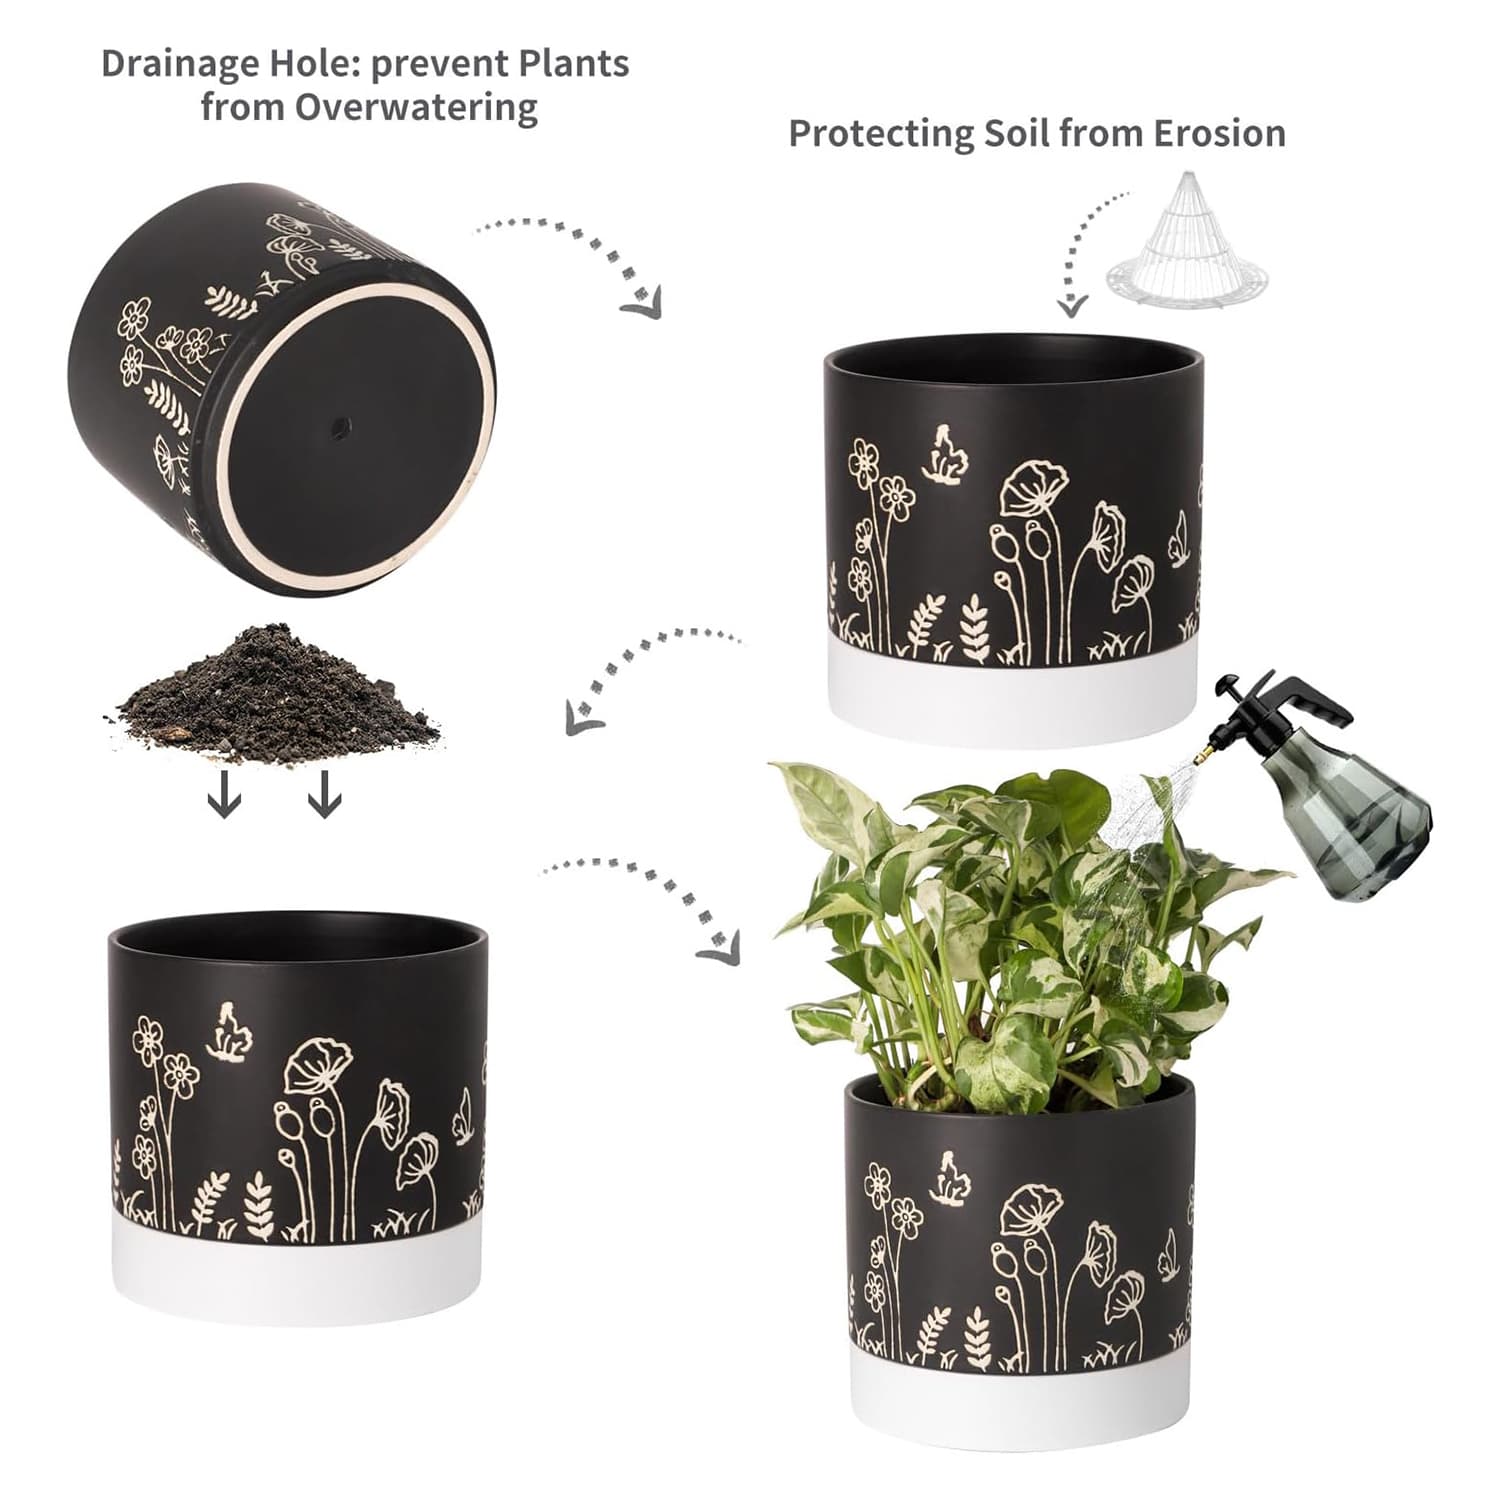 Drainage Hole: prevent Plants
from Overwatering
Protecting Soil from Erosion